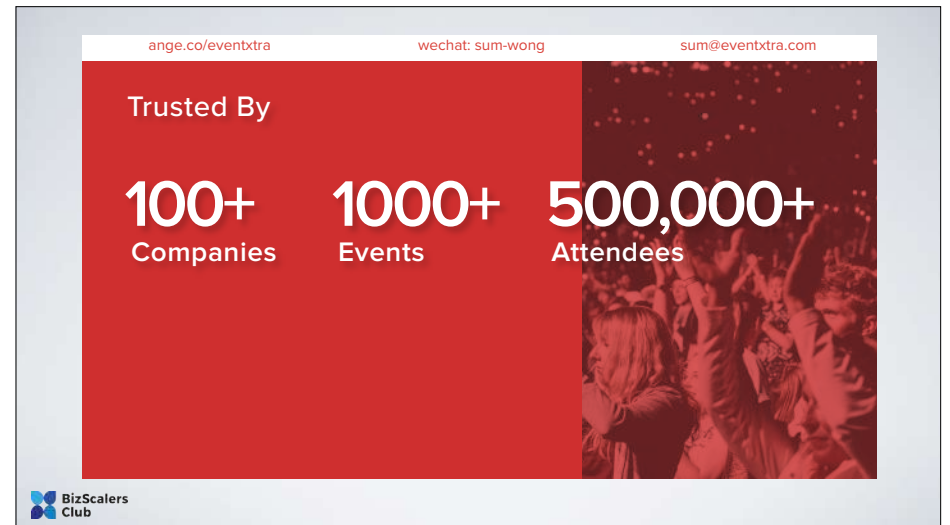 ange.co/eventxtra wechat: sum-wong sum@eventxtra.com
Trusted By
100+ 1000+ 500,000+
Companies Events Attendees
BizScalers
Club